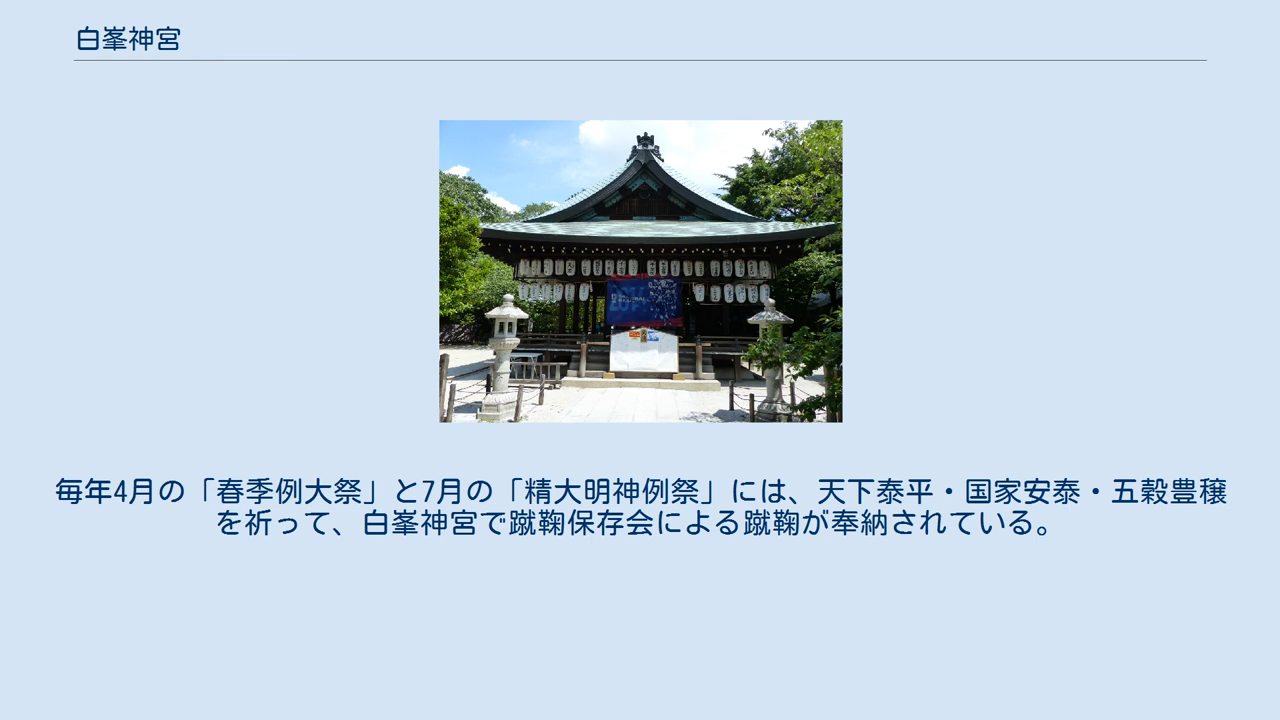 白峯神宮
毎年4月の「春季例大祭」と7月の「精大明神例祭」には、天下泰平・国家安泰・五穀豊穣
を祈って、白峯神宮で蹴鞠保存会による蹴鞠が奉納されている。